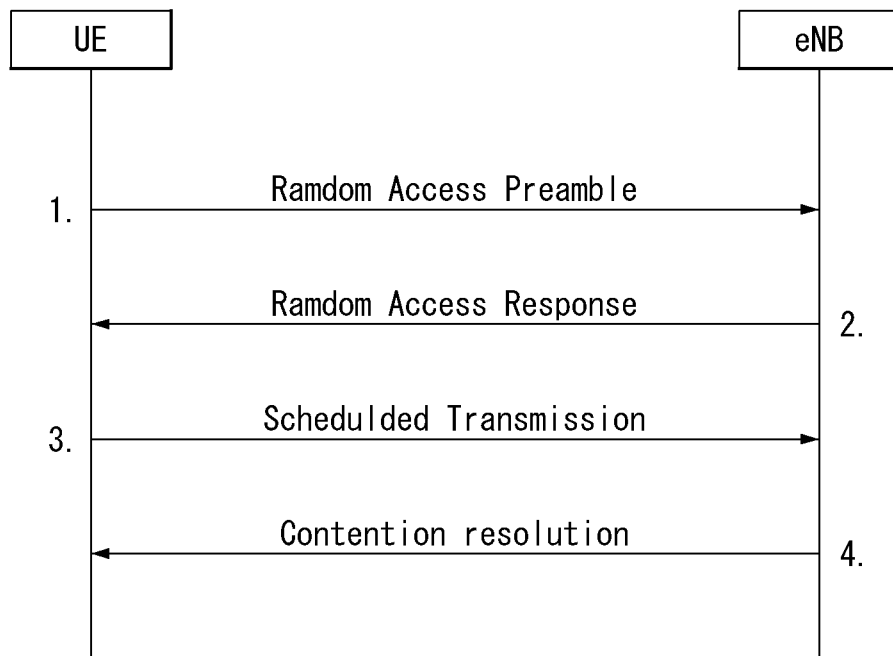 UE
eNB
1.
Ramdom Access Preamble
Ramdom Access Response
2.
3.
Schedulded Transmission
Contention resolution
4.